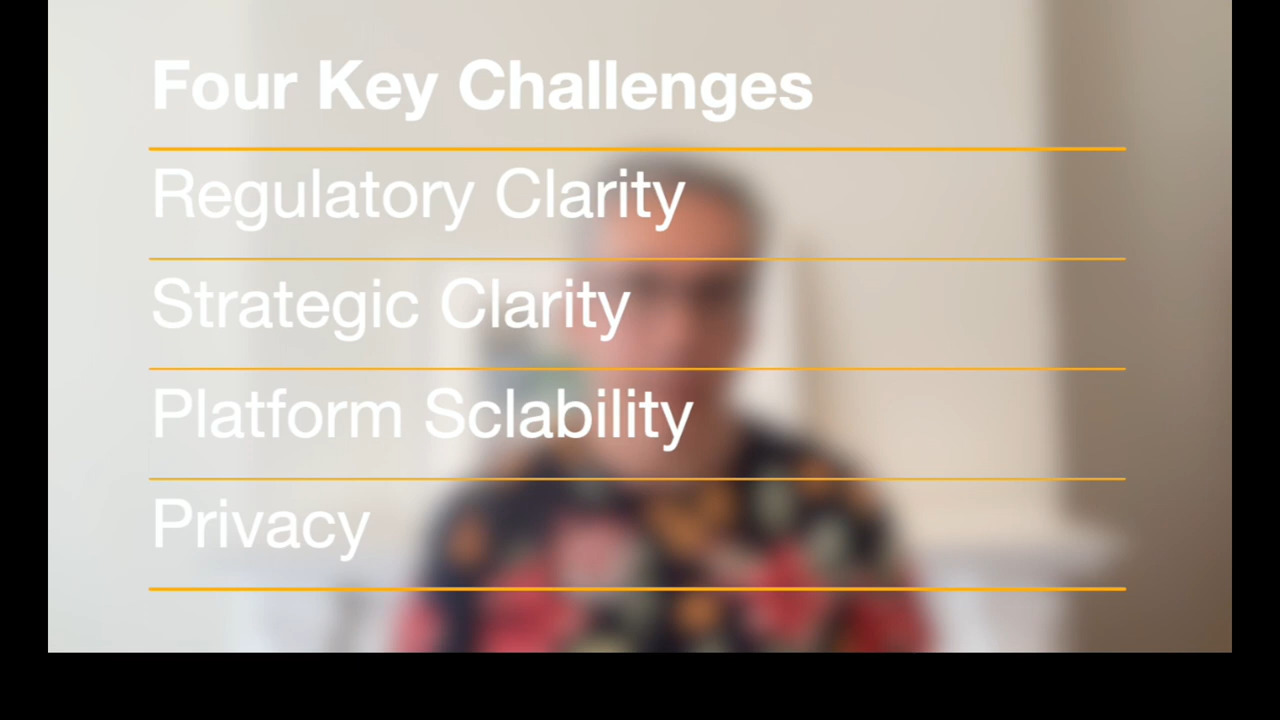 Four Key Challenges
Regulatory Clarity
Strategic Clarity
Platform Sclability
Privacy